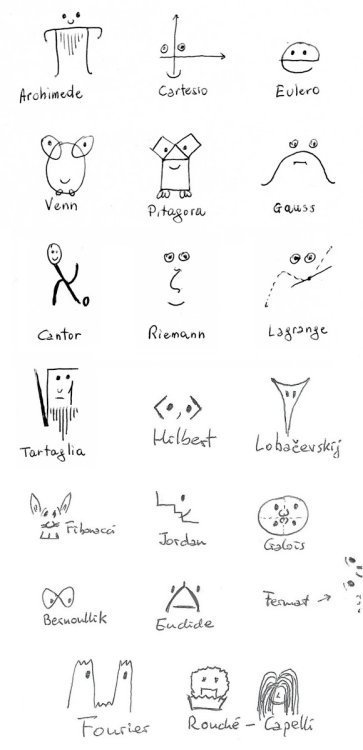 Archimede
Cartesio
Eulero
Venn
Pitagora
Gauss
Cantor
Riemann
Lagrange
Tartaglia
Hilbert
Lobačevskij
Fibonacci
Jordan
Galois
Bernoullik
Euclide
Fermat →
Fourier
Rouché - Capelli